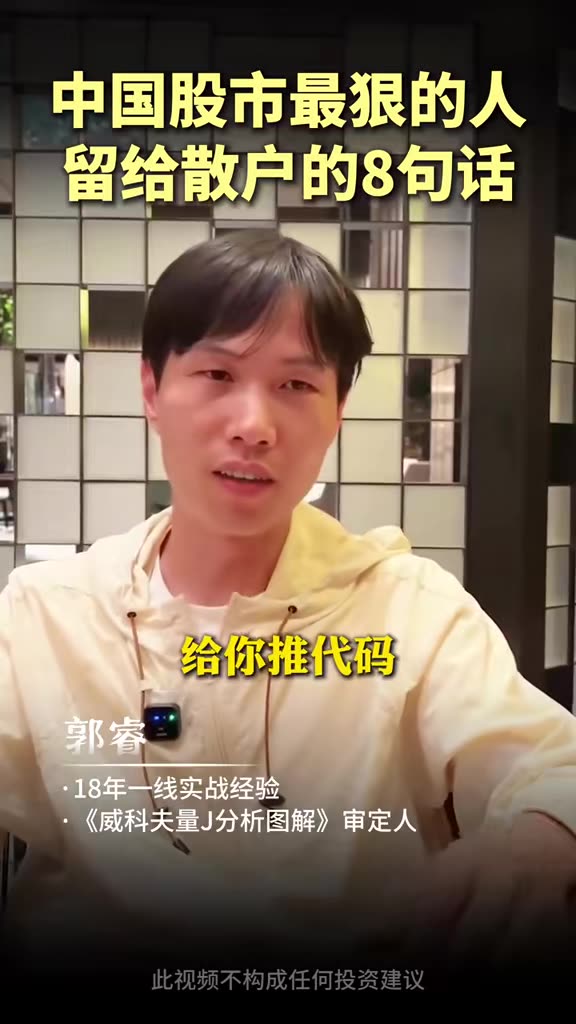 中国股市最狠的人
留给散户的8句话
给你推代码
郭睿
·18年一线实战经验
·《威科夫量J分析图解》审定人
此视频不构成任何投资建议